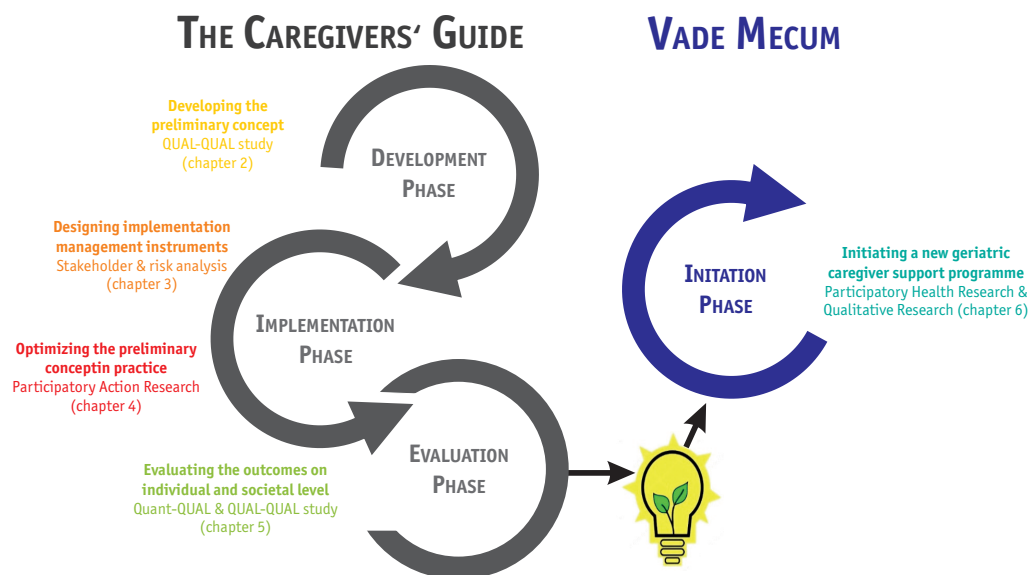 THE CAREGIVERS‘ GUIDE
VADE MECUM
Developing the
preliminary concept
QUAL-QUAL study
(chapter 2)
DEVELOPMENT
PHASE
Designing implementation
management instruments
Stakeholder & risk analysis
(chapter 3)
IMPLEMENTATION
PHASE
Optimizing the preliminary
conceptin practice
Participatory Action Research
(chapter 4)
Evaluating the outcomes on
individual and societal level
Quant-QUAL & QUAL-QUAL study
(chapter 5)
EVALUATION
PHASE
INITATION
PHASE
Initiating a new geriatric
caregiver support programme
Participatory Health Research &
Qualitative Research (chapter 6)